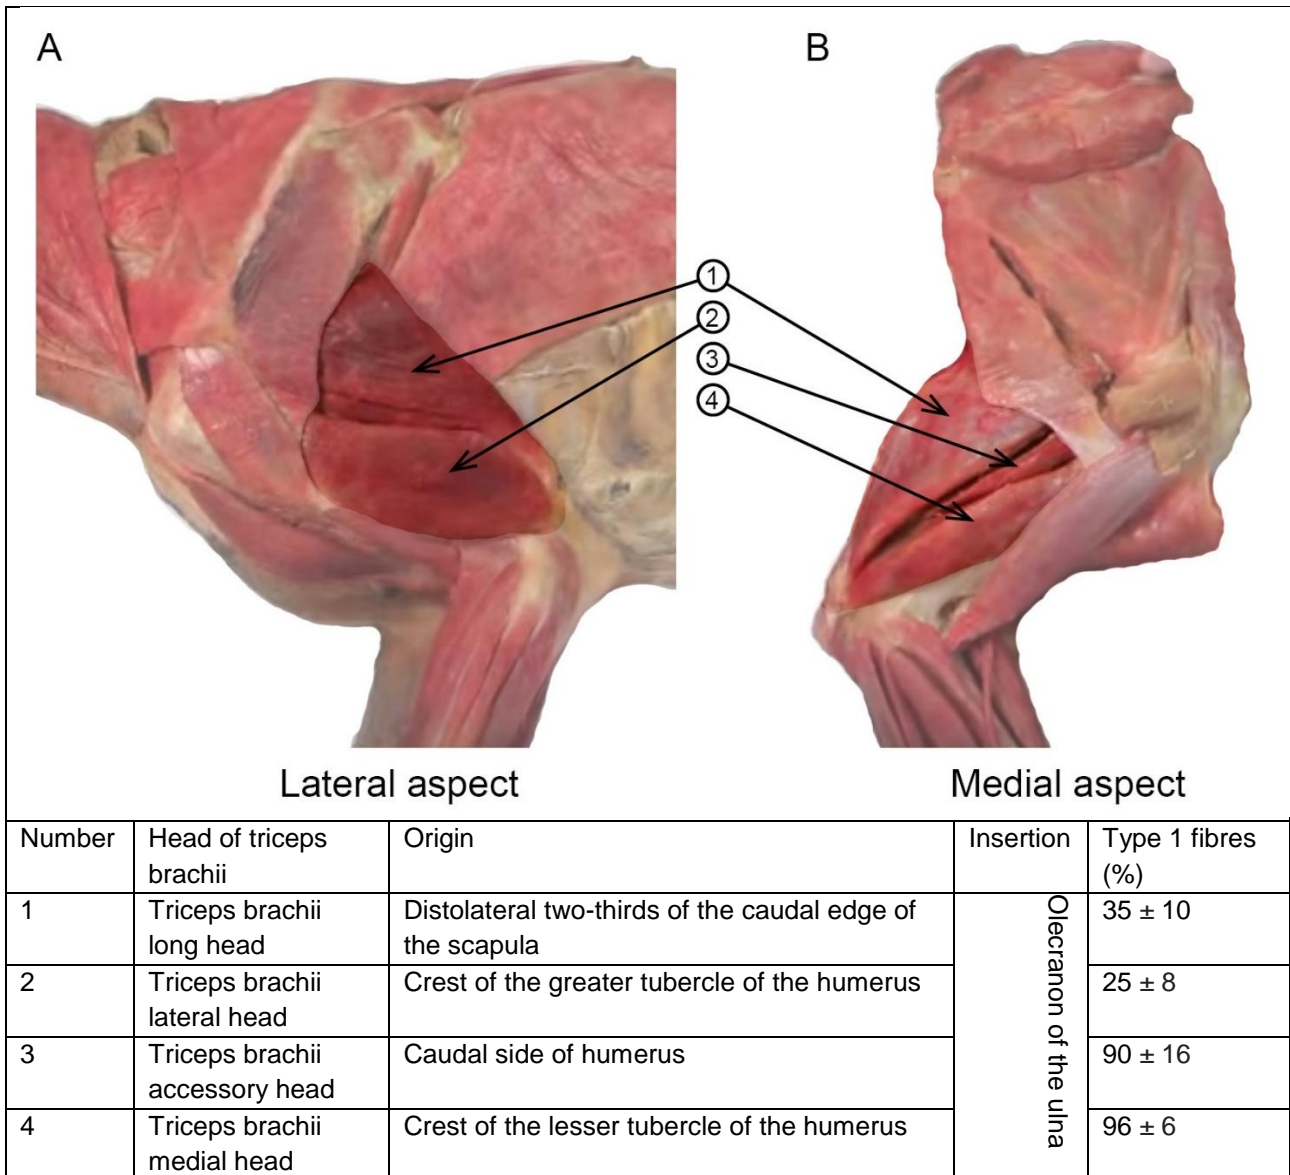 A
B
1
2
3
4
Lateral aspect
Medial aspect
Number
Head of triceps
brachii
Origin
Insertion
Type 1 fibres
(%)
1
Triceps brachii
long head
Distolateral two-thirds of the caudal edge of
the scapula
Olecranon of the ulna
35 ± 10
2
Triceps brachii
lateral head
Crest of the greater tubercle of the humerus
25 ± 8
3
Triceps brachii
accessory head
Caudal side of humerus
90 ± 16
4
Triceps brachii
medial head
Crest of the lesser tubercle of the humerus
96 ± 6